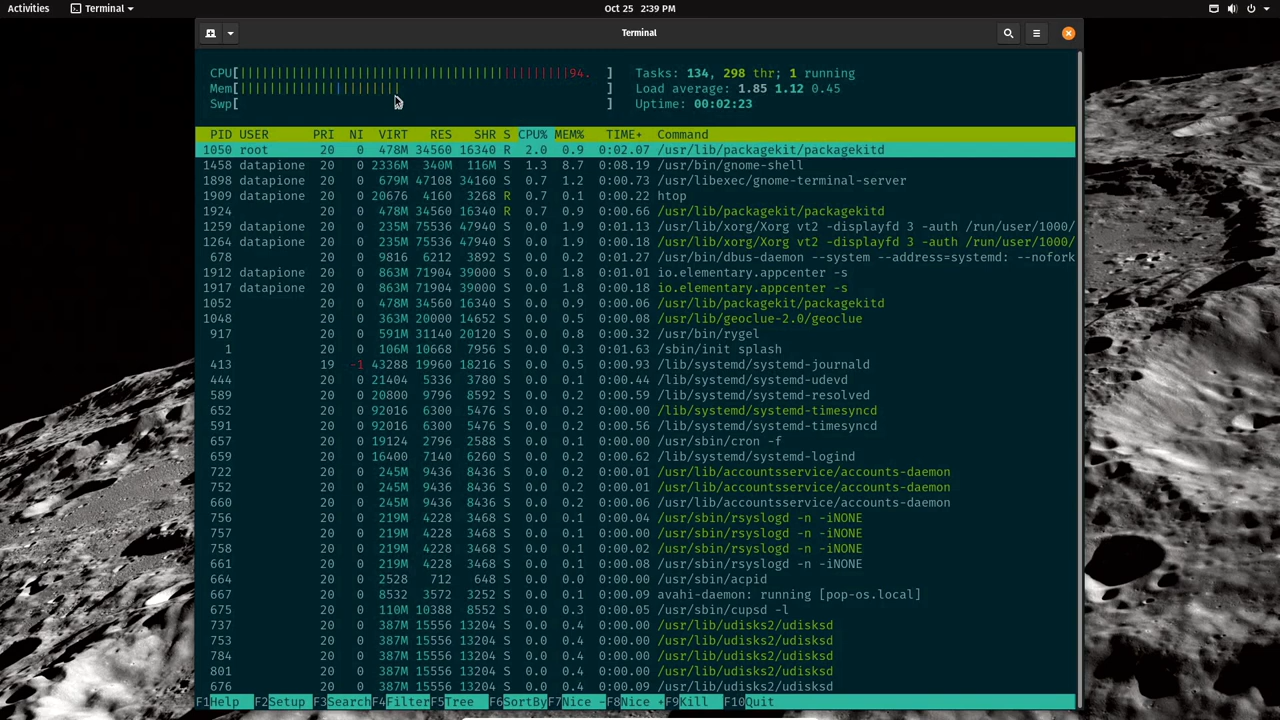 Activities Terminal Oct 25 2:39 PM
Terminal
CPU[||||||||||||||||||||||||||||||||||||||||||||94. ] Tasks: 134, 298 thr; 1 running
Mem[|||||||||||||||||||||| ] Load average: 1.85 1.12 0.45
Swp[ ] Uptime: 00:02:23
PID USER PRI NI VIRT RES SHR S CPU% MEM% TIME+ Command
1050 root 20 0 478M 34560 16340 R 2.0 0.9 0:02.07 /usr/lib/packagekit/packagekitd
1458 datapione 20 0 2336M 340M 116M S 1.3 8.7 0:08.19 /usr/bin/gnome-shell
1898 datapione 20 0 679M 47108 34160 S 0.7 1.2 0:00.73 /usr/libexec/gnome-terminal-server
1909 datapione 20 0 20676 4160 3268 R 0.7 0.1 0:00.22 htop
1924 20 0 478M 34560 16340 R 0.7 0.9 0:00.66 /usr/lib/packagekit/packagekitd
1259 datapione 20 0 235M 75536 47940 S 0.0 1.9 0:01.13 /usr/lib/xorg/Xorg vt2 -displayfd 3 -auth /run/user/1000/
1264 datapione 20 0 235M 75536 47940 S 0.0 1.9 0:00.18 /usr/lib/xorg/Xorg vt2 -displayfd 3 -auth /run/user/1000/
678 20 0 9816 6212 3892 S 0.0 0.2 0:01.27 /usr/bin/dbus-daemon --system --address=systemd: --nofork
1912 datapione 20 0 863M 71904 39000 S 0.0 1.8 0:01.01 io.elementary.appcenter -s
1917 datapione 20 0 863M 71904 39000 S 0.0 1.8 0:00.18 io.elementary.appcenter -s
1052 20 0 478M 34560 16340 S 0.0 0.9 0:00.06 /usr/lib/packagekit/packagekitd
1048 20 0 363M 20000 14652 S 0.0 0.5 0:00.08 /usr/lib/geoclue-2.0/geoclue
917 20 0 591M 31140 20120 S 0.0 0.8 0:00.32 /usr/bin/rygel
1 20 0 106M 10668 7956 S 0.0 0.3 0:01.63 /sbin/init splash
413 19 -1 43288 19960 18216 S 0.0 0.5 0:00.93 /lib/systemd/systemd-journald
444 20 0 21404 5336 3780 S 0.0 0.1 0:00.44 /lib/systemd/systemd-udevd
589 20 0 20800 9796 8592 S 0.0 0.2 0:00.59 /lib/systemd/systemd-resolved
652 20 0 92016 6300 5476 S 0.0 0.2 0:00.00 /lib/systemd/systemd-timesyncd
591 20 0 92016 6300 5476 S 0.0 0.2 0:00.56 /lib/systemd/systemd-timesyncd
657 20 0 19124 2796 2588 S 0.0 0.1 0:00.00 /usr/sbin/cron -f
659 20 0 16400 7140 6260 S 0.0 0.2 0:00.62 /lib/systemd/systemd-logind
722 20 0 245M 9436 8436 S 0.0 0.2 0:00.01 /usr/lib/accountsservice/accounts-daemon
752 20 0 245M 9436 8436 S 0.0 0.2 0:00.01 /usr/lib/accountsservice/accounts-daemon
660 20 0 245M 9436 8436 S 0.0 0.2 0:00.06 /usr/lib/accountsservice/accounts-daemon
756 20 0 219M 4228 3468 S 0.0 0.1 0:00.04 /usr/sbin/rsyslogd -n -iNONE
757 20 0 219M 4228 3468 S 0.0 0.1 0:00.00 /usr/sbin/rsyslogd -n -iNONE
758 20 0 219M 4228 3468 S 0.0 0.1 0:00.02 /usr/sbin/rsyslogd -n -iNONE
661 20 0 219M 4228 3468 S 0.0 0.1 0:00.08 /usr/sbin/rsyslogd -n -iNONE
664 20 0 2528 712 648 S 0.0 0.0 0:00.00 /usr/sbin/acpid
667 20 0 8532 3572 3252 S 0.0 0.1 0:00.09 avahi-daemon: running [pop-os.local]
675 20 0 110M 10388 8552 S 0.0 0.3 0:00.05 /usr/sbin/cupsd -l
737 20 0 387M 15556 13204 S 0.0 0.4 0:00.00 /usr/lib/udisks2/udisksd
753 20 0 387M 15556 13204 S 0.0 0.4 0:00.00 /usr/lib/udisks2/udisksd
784 20 0 387M 15556 13204 S 0.0 0.4 0:00.00 /usr/lib/udisks2/udisksd
801 20 0 387M 15556 13204 S 0.0 0.4 0:00.00 /usr/lib/udisks2/udisksd
676 20 0 387M 15556 13204 S 0.0 0.4 0:00.09 /usr/lib/udisks2/udisksd
F1Help F2Setup F3SearchF4FilterF5Tree F6SortByF7Nice -F8Nice +F9Kill F10Quit